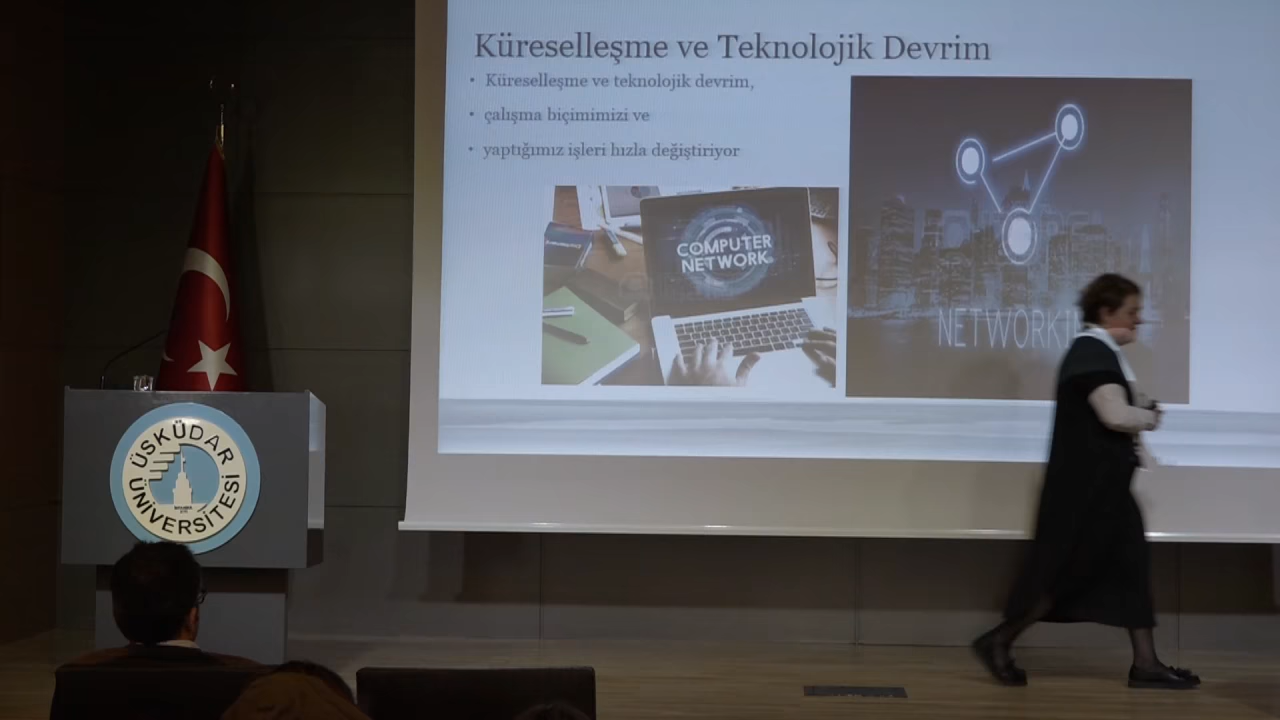 Küreselleşme ve Teknolojik Devrim
• Küreselleşme ve teknolojik devrim,
• çalışma biçimimizi ve
• yaptığımız işleri hızla değiştiriyor
COMPUTER
NETWORK
NETWORKI
ÜSKÜDAR
ÜNİVERSİTESİ